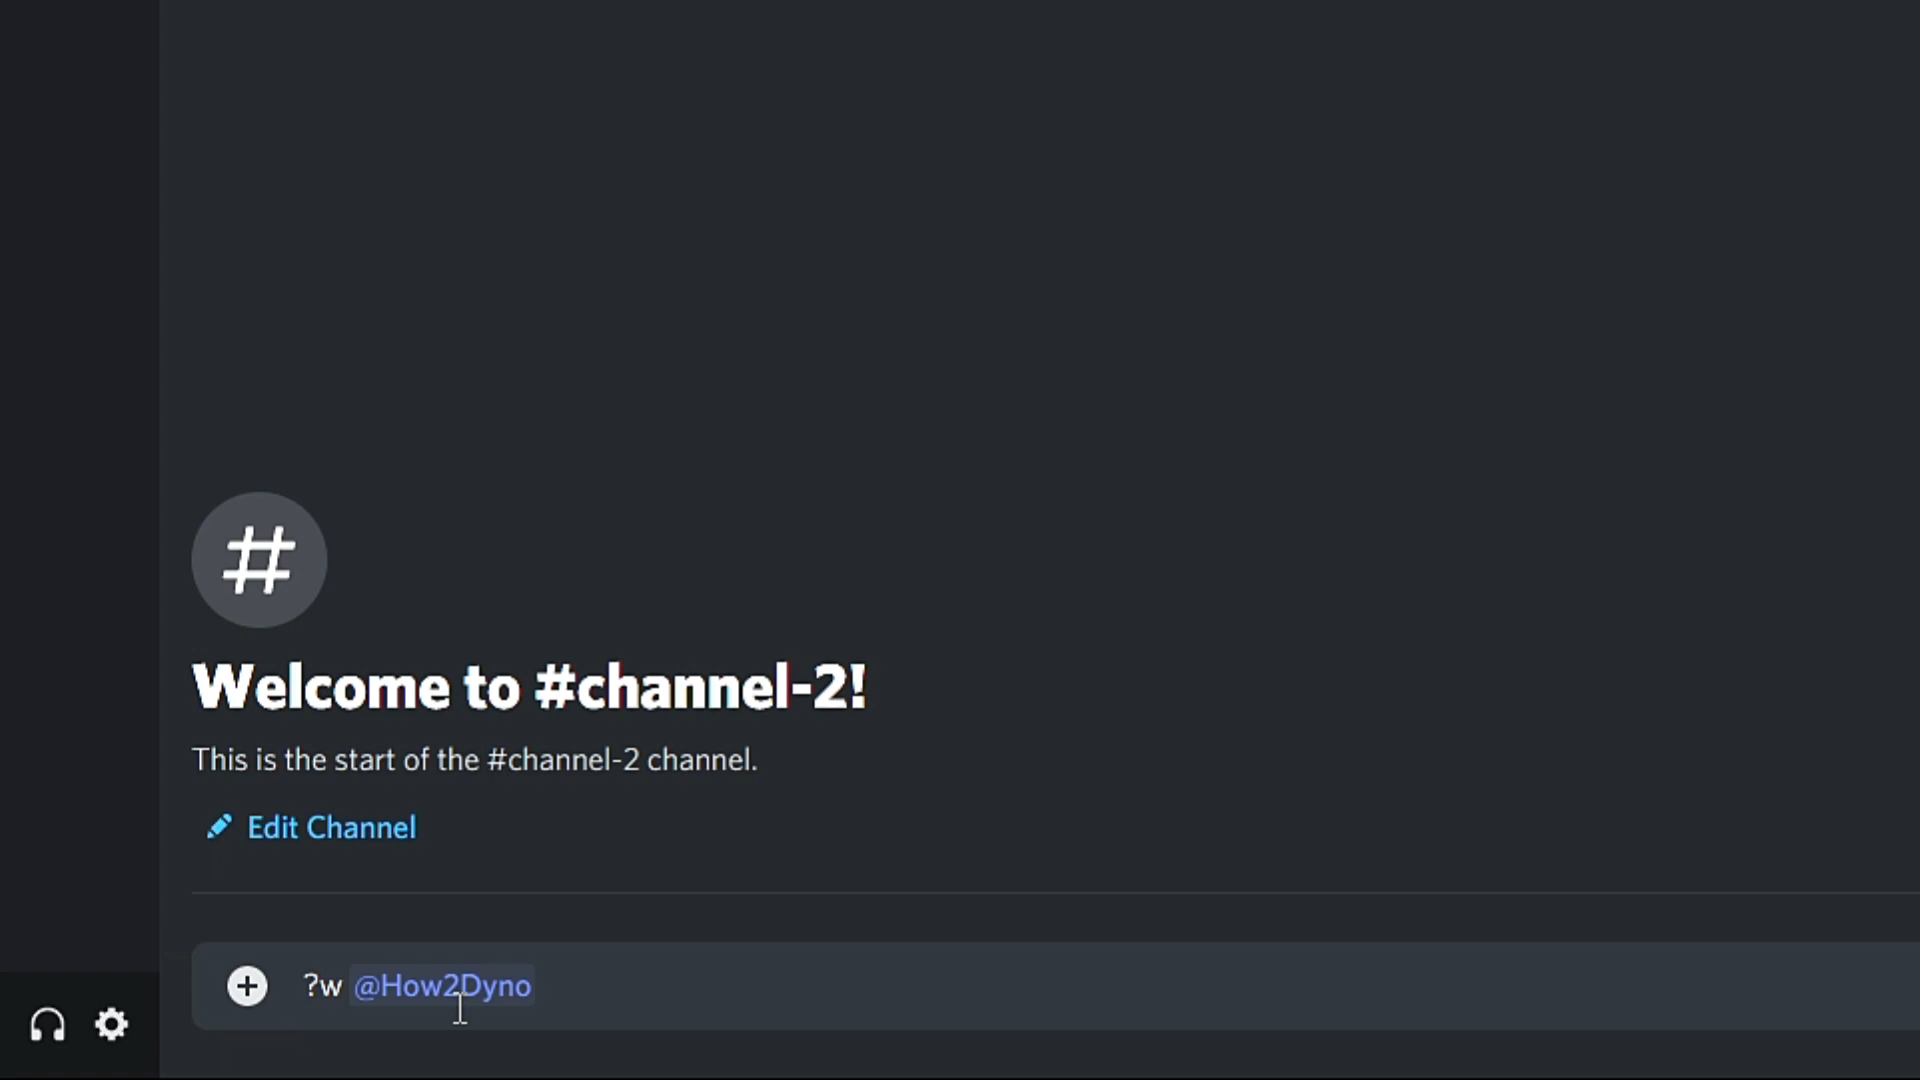 Welcome to #channel-2!
This is the start of the #channel-2 channel.
Edit Channel
?w @How2Dyno